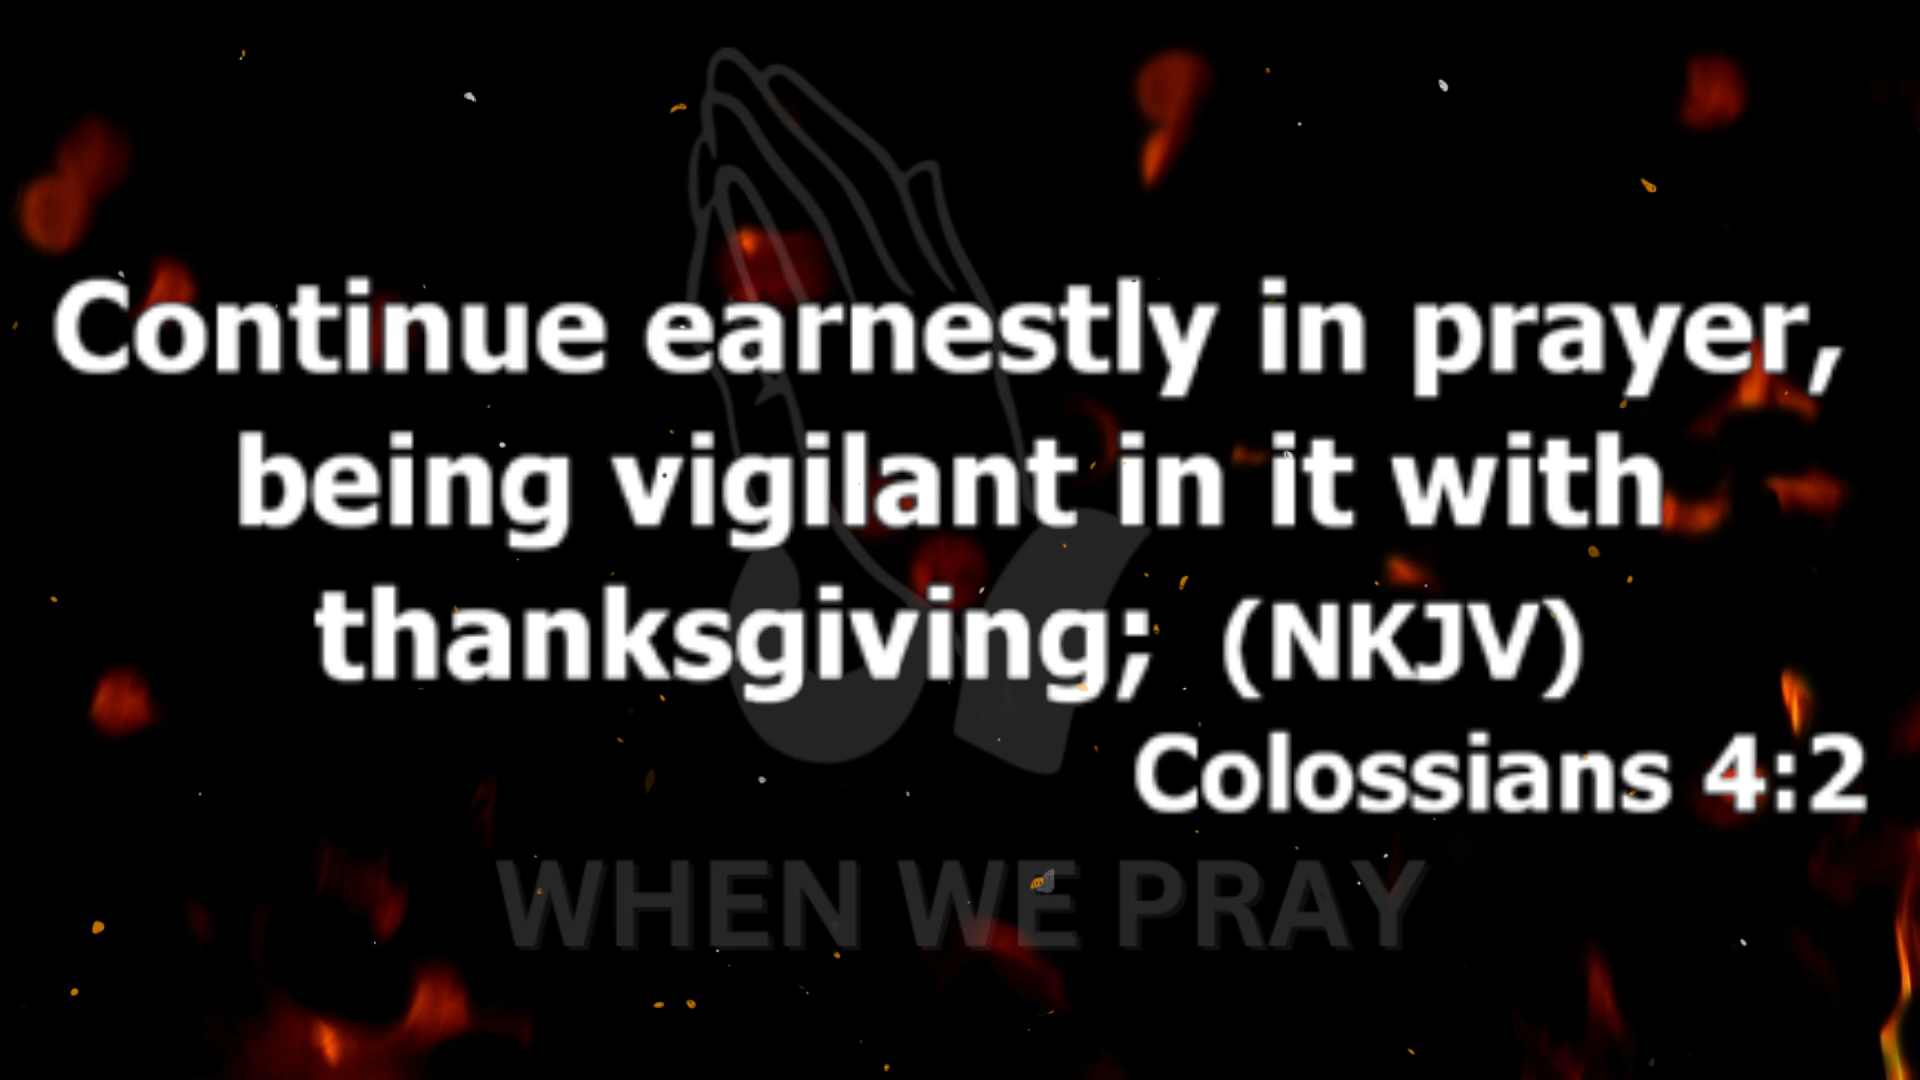 Continue earnestly in prayer,
being vigilant in it with
thanksgiving; (NKJV)
Colossians 4:2
WHEN WE PRAY